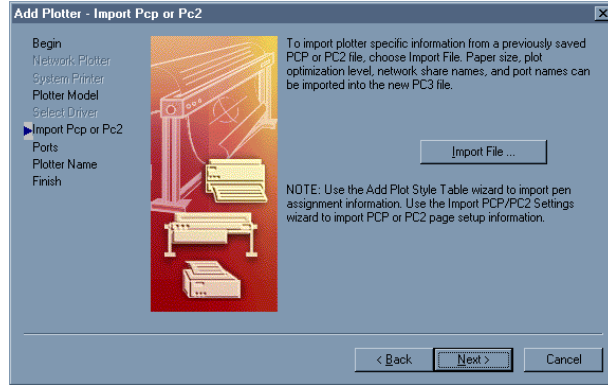 Add Plotter - Import Pcp or Pc2
Begin
Network Plotter
System Printer
Plotter Model
Select Driver
Import Pcp or Pc2
Ports
Plotter Name
Finish
To import plotter specific information from a previously saved
PCP or PC2 file, choose Import File. Paper size, plot
optimization level, network share names, and port names can
be imported into the new PC3 file.
Import File ...
NOTE: Use the Add Plot Style Table wizard to import pen
assignment information. Use the Import PCP/PC2 Settings
wizard to import PCP or PC2 page setup information.
< Back
Next >
Cancel